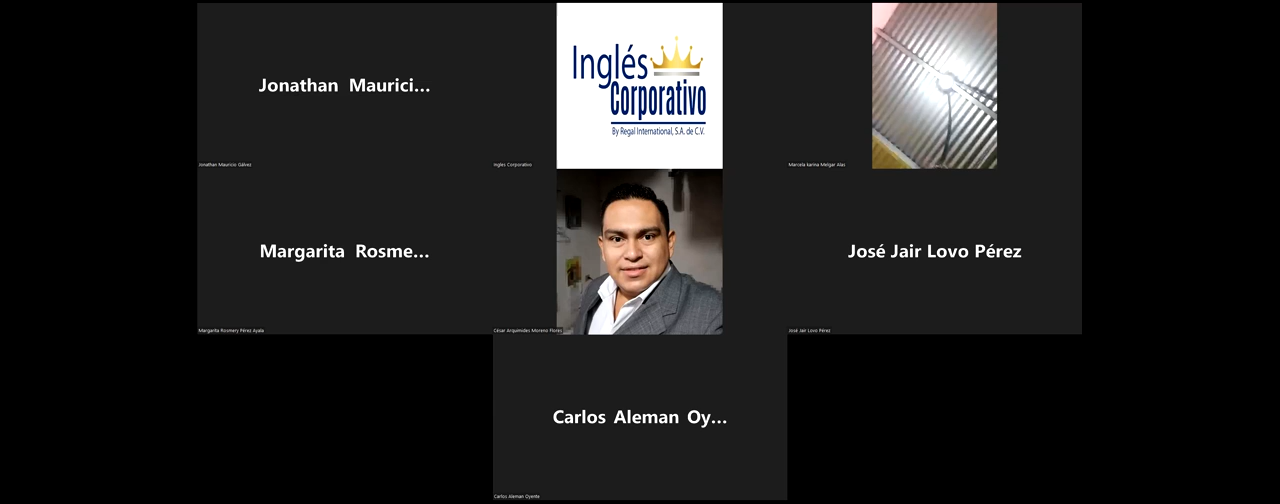 Jonathan Maurici...
Jonathan Mauricio Gálvez
Inglés
Corporativo
By Regal International, S.A. de C.V.
Ingles Corporativo
Marcela karina Melgar Alas
Margarita Rosme...
Margarita Rosmery Pérez Ayala
César Arquimides Moreno Flores
José Jair Lovo Pérez
José Jair Lovo Pérez
Carlos Aleman Oy...
Carlos Aleman Oyente